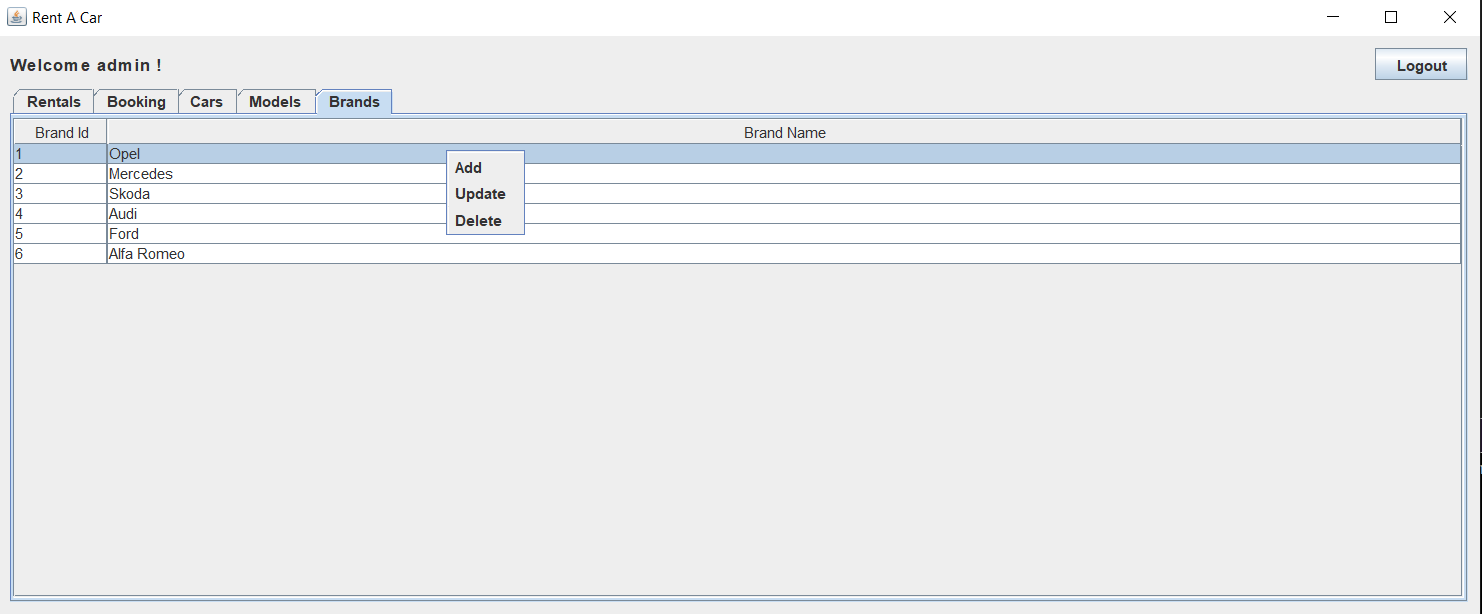 Rent A Car
Welcome admin !
Logout
Rentals Booking Cars Models Brands
Brand Id Brand Name
1 Opel
2 Mercedes
3 Skoda
4 Audi
5 Ford
6 Alfa Romeo
Add
Update
Delete